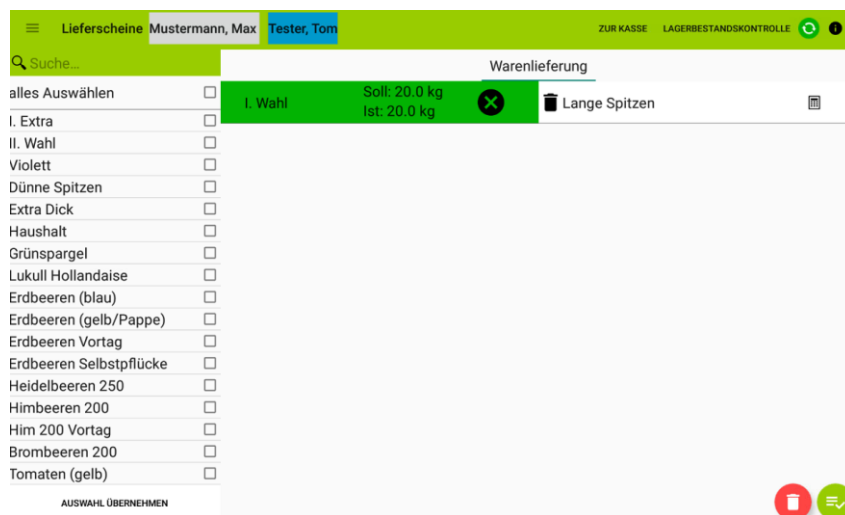 Lieferscheine Mustermann, Max Tester, Tom ZUR KASSE LAGERBESTANDSKONTROLLE
Suche...
Warenlieferung
alles Auswählen
I. Wahl
Soll: 20.0 kg
Ist: 20.0 kg
Lange Spitzen
I. Extra
II. Wahl
Violett
Dünne Spitzen
Extra Dick
Haushalt
Grünspargel
Lukull Hollandaise
Erdbeeren (blau)
Erdbeeren (gelb/Pappe)
Erdbeeren Vortag
Erdbeeren Selbstpflücke
Heidelbeeren 250
Himbeeren 200
Him 200 Vortag
Brombeeren 200
Tomaten (gelb)
AUSWAHL ÜBERNEHMEN